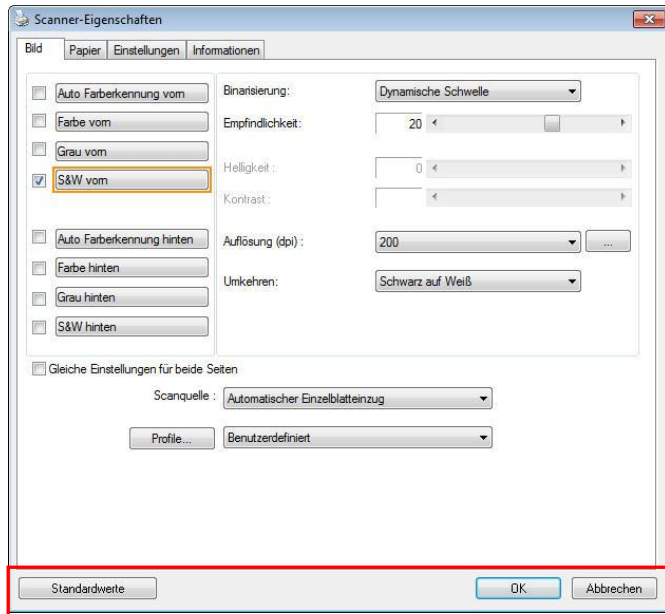 Scanner-Eigenschaften
Bild Papier Einstellungen Informationen
Auto Farberkennung vorn
Farbe vorn
Grau vorn
S&W vorn
Auto Farberkennung hinten
Farbe hinten
Grau hinten
S&W hinten
Binarisierung: Dynamische Schwelle
Empfindlichkeit: 20
Helligkeit : 0
Kontrast :
Auflösung (dpi) : 200 ...
Umkehren: Schwarz auf Weiß
Gleiche Einstellungen für beide Seiten
Scanquelle : Automatischer Einzelblatteinzug
Profile... Benutzerdefiniert
Standardwerte OK Abbrechen